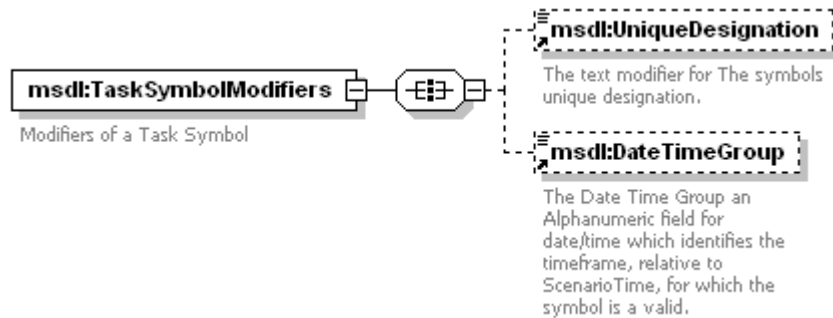 msdl:UniqueDesignation
The text modifier for The symbols
unique designation.
msdl:TaskSymbolModifiers
Modifiers of a Task Symbol
msdl:DateTimeGroup
The Date Time Group an
Alphanumeric field for
date/time which identifies the
timeframe, relative to
ScenarioTime, for which the
symbol is a valid.